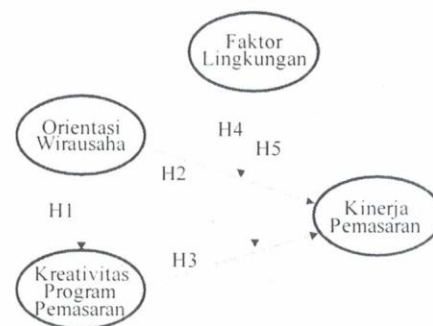 Faktor
Lingkungan
Orientasi
Wirausaha
H4
H5
H2
H1
Kinerja
Pemasaran
H3
Kreativitas
Program
Pemasaran